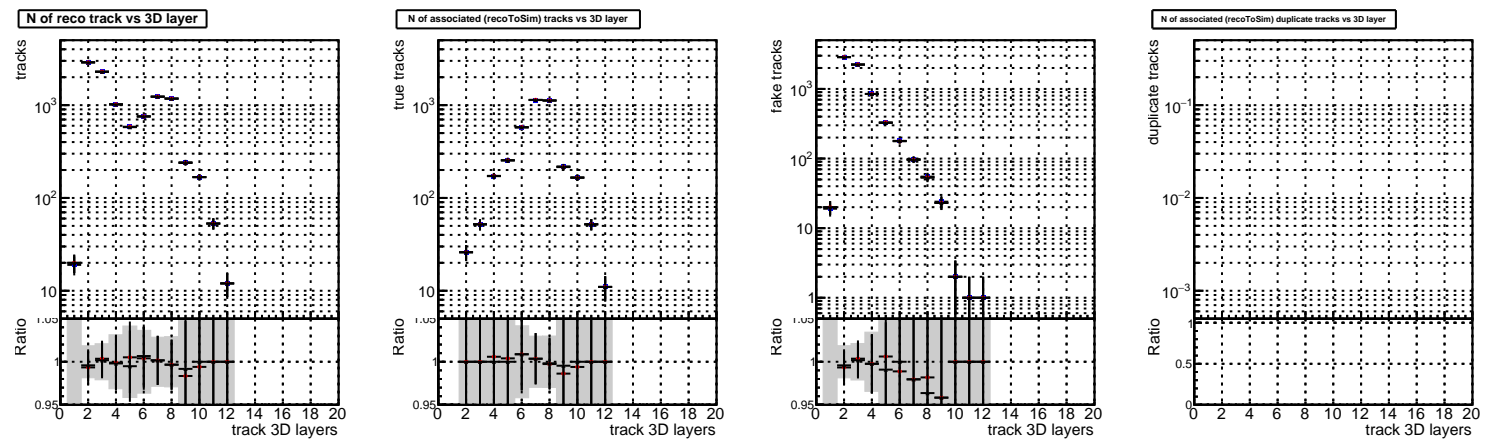 N of reco track vs 3D layer
tracks
10³
10²
10
1.05
Ratio
1
0.95
0 2 4 6 8 10 12 14 16 18 20
track 3D layers
N of associated (recoToSim) tracks vs 3D layer
true tracks
10³
10²
10
1.05
Ratio
1
0.95
0 2 4 6 8 10 12 14 16 18 20
track 3D layers
fake tracks
10³
10²
10
1
1.05
Ratio
1
0.95
0 2 4 6 8 10 12 14 16 18 20
track 3D layers
N of associated (recoToSim) duplicate tracks vs 3D layer
duplicate tracks
10⁻¹
10⁻²
10⁻³
Ratio
1
0.5
0
0 2 4 6 8 10 12 14 16 18 20
track 3D layers